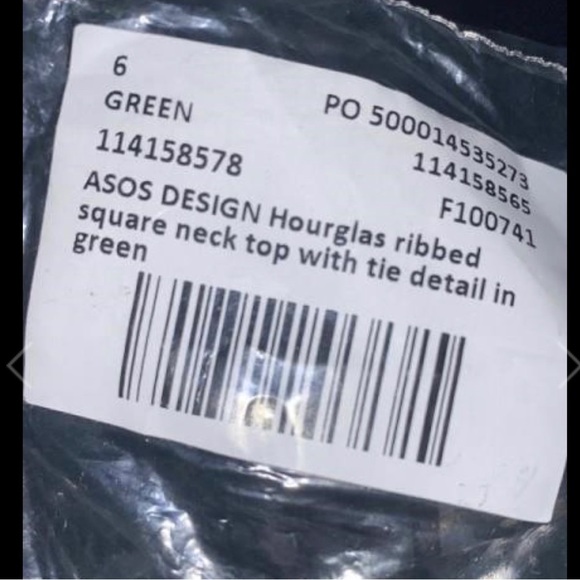 6
GREEN
114158578
PO 500014535273
114158565
F100741
ASOS DESIGN Hourglas ribbed
square neck top with tie detail in
green